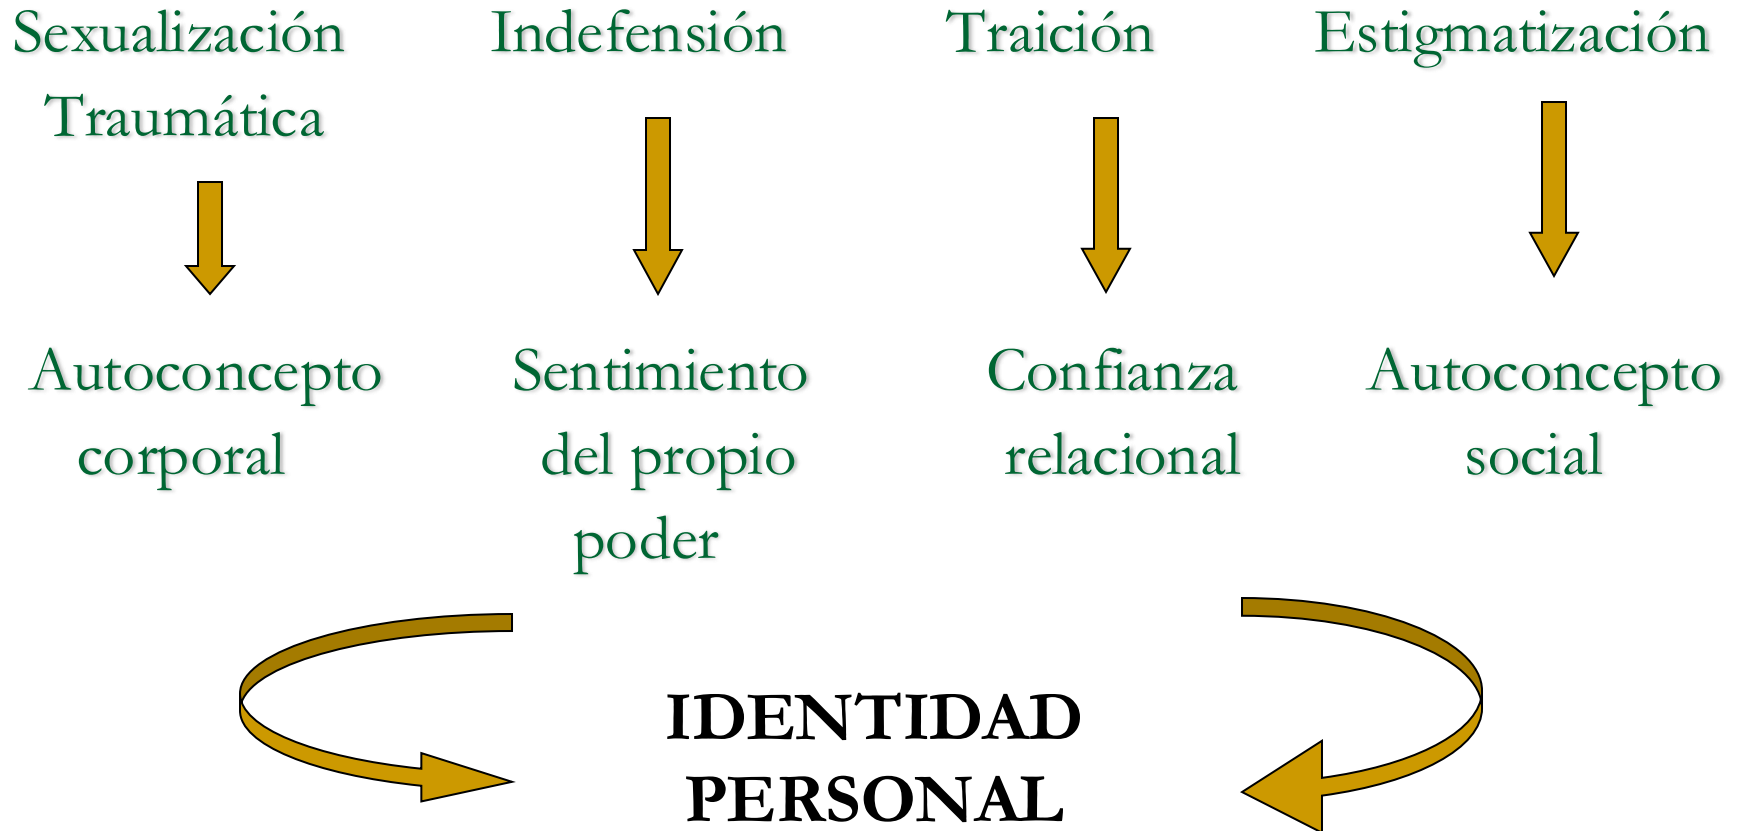 Sexualización Indefensión Traición Estigmatización
Traumática
Autoconcepto Sentimiento Confianza Autoconcepto
corporal del propio relacional social
poder
IDENTIDAD
PERSONAL